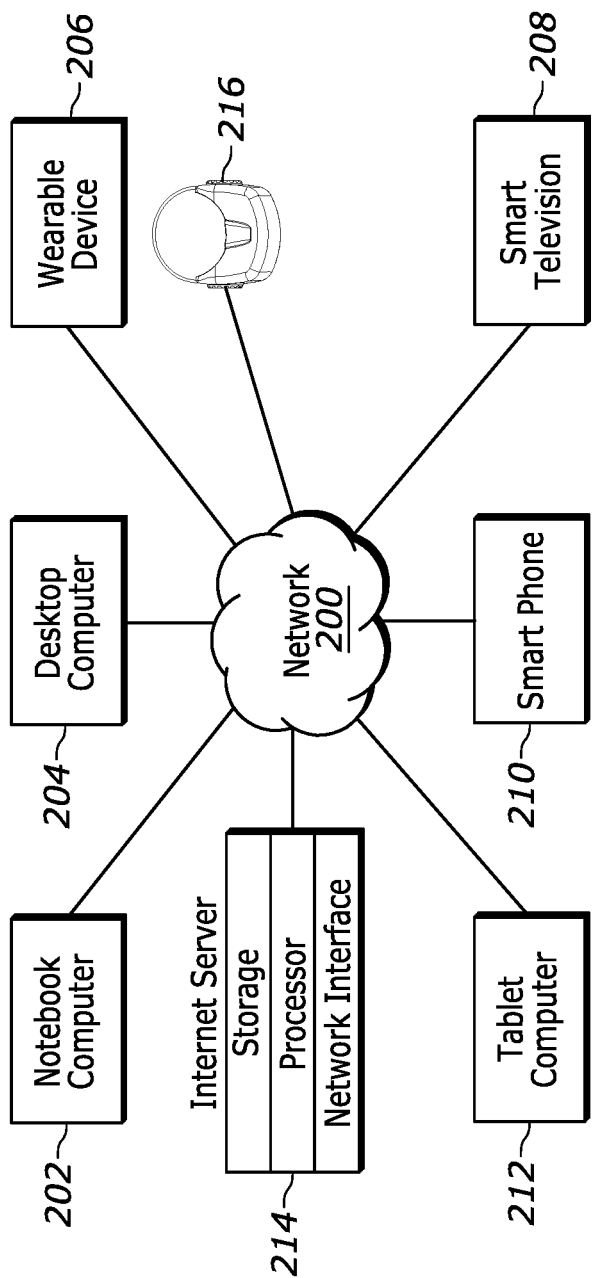 Notebook
Computer
202
Desktop
Computer
204
Wearable
Device
206
216
Internet Server
Storage
Processor
Network Interface
214
Network
200
Tablet
Computer
212
Smart Phone
210
Smart
Television
208